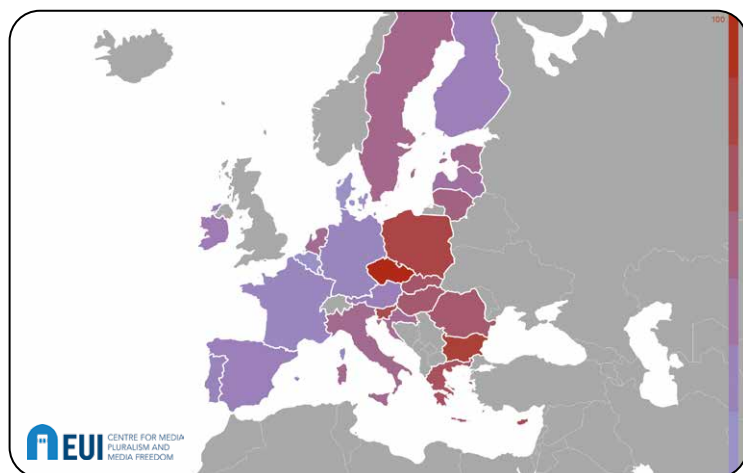 100
EUI
CENTRE FOR MEDIA
PLURALISM AND
MEDIA FREEDOM